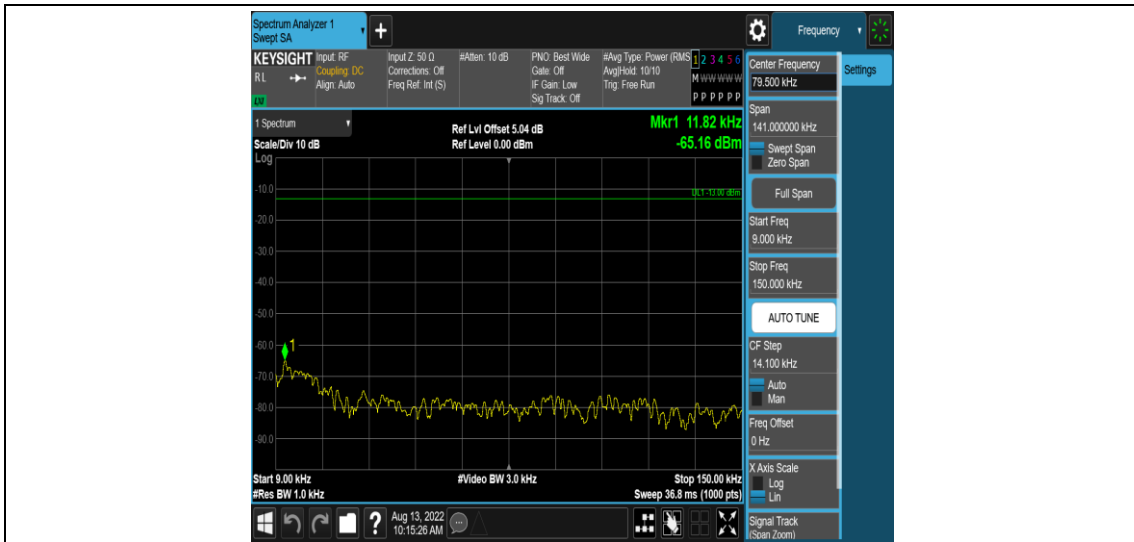 Spectrum Analyzer 1
Swept SA
+
Frequency
KEYSIGHT
RL
LXI
Input: RF
Coupling: DC
Align: Auto
Input Z: 50 Ω
Corrections: Off
Freq Ref: Int (S)
#Atten: 10 dB
PNO: Best Wide
Gate: Off
IF Gain: Low
Sig Track: Off
#Avg Type: Power (RMS
Avg|Hold: 10/10
Trig: Free Run
1 2 3 4 5 6
M W W W W W
P P P P P P
1 Spectrum
Scale/Div 10 dB
Log
Ref Lvl Offset 5.04 dB
Ref Level 0.00 dBm
Mkr1 11.82 kHz
-65.16 dBm
DL1 -13.00 dBm
-10.0
-20.0
-30.0
-40.0
-50.0
-60.0
1
-70.0
-80.0
-90.0
Start 9.00 kHz
#Video BW 3.0 kHz
Stop 150.00 kHz
#Res BW 1.0 kHz
Sweep 36.8 ms (1000 pts)
?
Aug 13, 2022
10:15:26 AM
Center Frequency
79.500 kHz
Settings
Span
141.000000 kHz
Swept Span
Zero Span
Full Span
Start Freq
9.000 kHz
Stop Freq
150.000 kHz
AUTO TUNE
CF Step
14.100 kHz
Auto
Man
Freq Offset
0 Hz
X Axis Scale
Log
Lin
Signal Track
(Span Zoom)